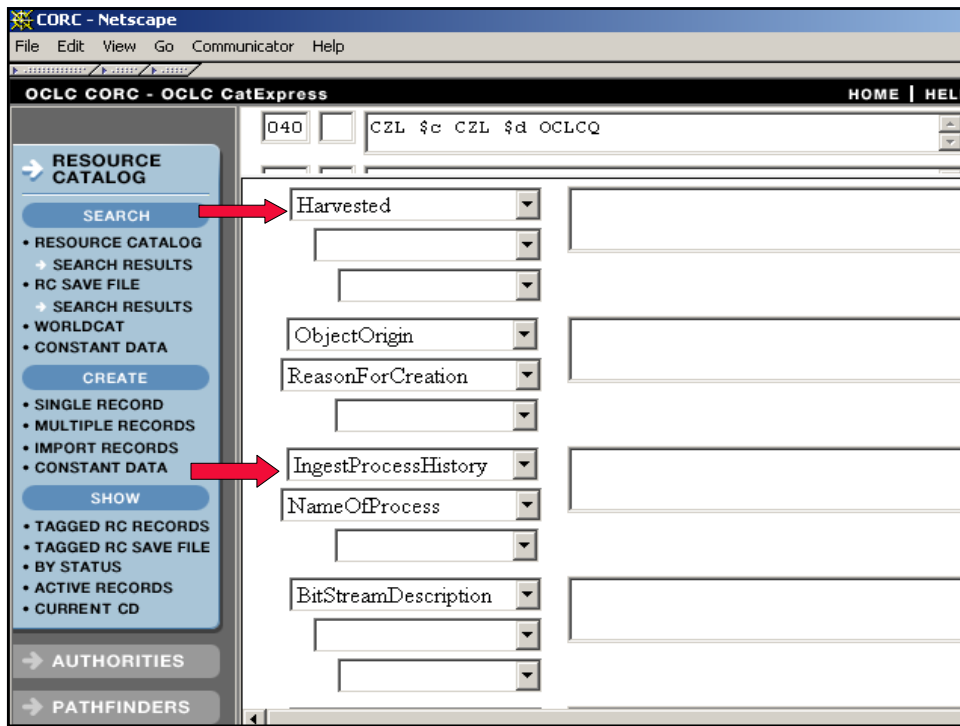 CORC - Netscape
File Edit View Go Communicator Help
OCLC CORC - OCLC CatExpress HOME | HEL
040 CZL $c CZL $d OCLCQ
RESOURCE
CATALOG
SEARCH
• RESOURCE CATALOG
SEARCH RESULTS
• RC SAVE FILE
SEARCH RESULTS
• WORLDCAT
• CONSTANT DATA
CREATE
• SINGLE RECORD
• MULTIPLE RECORDS
• IMPORT RECORDS
• CONSTANT DATA
SHOW
• TAGGED RC RECORDS
• TAGGED RC SAVE FILE
• BY STATUS
• ACTIVE RECORDS
• CURRENT CD
AUTHORITIES
PATHFINDERS
Harvested
ObjectOrigin
ReasonForCreation
IngestProcessHistory
NameOfProcess
BitStreamDescription